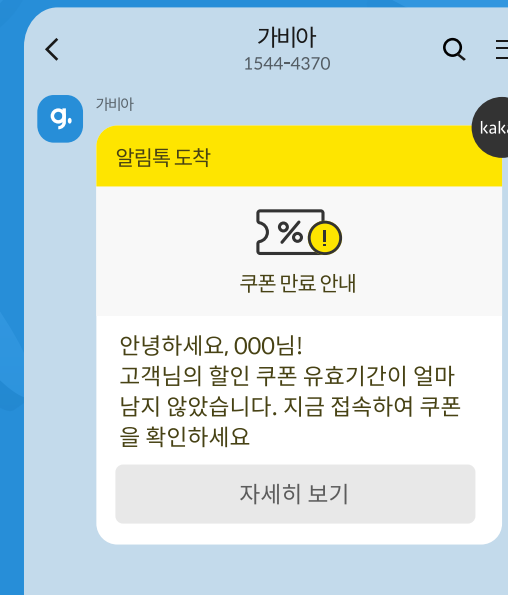 가비아
1544-4370
g.
가비아
알림톡 도착
%
!
쿠폰 만료 안내
안녕하세요, 000님!
고객님의 할인 쿠폰 유효기간이 얼마
남지 않았습니다. 지금 접속하여 쿠폰
을 확인하세요
자세히 보기